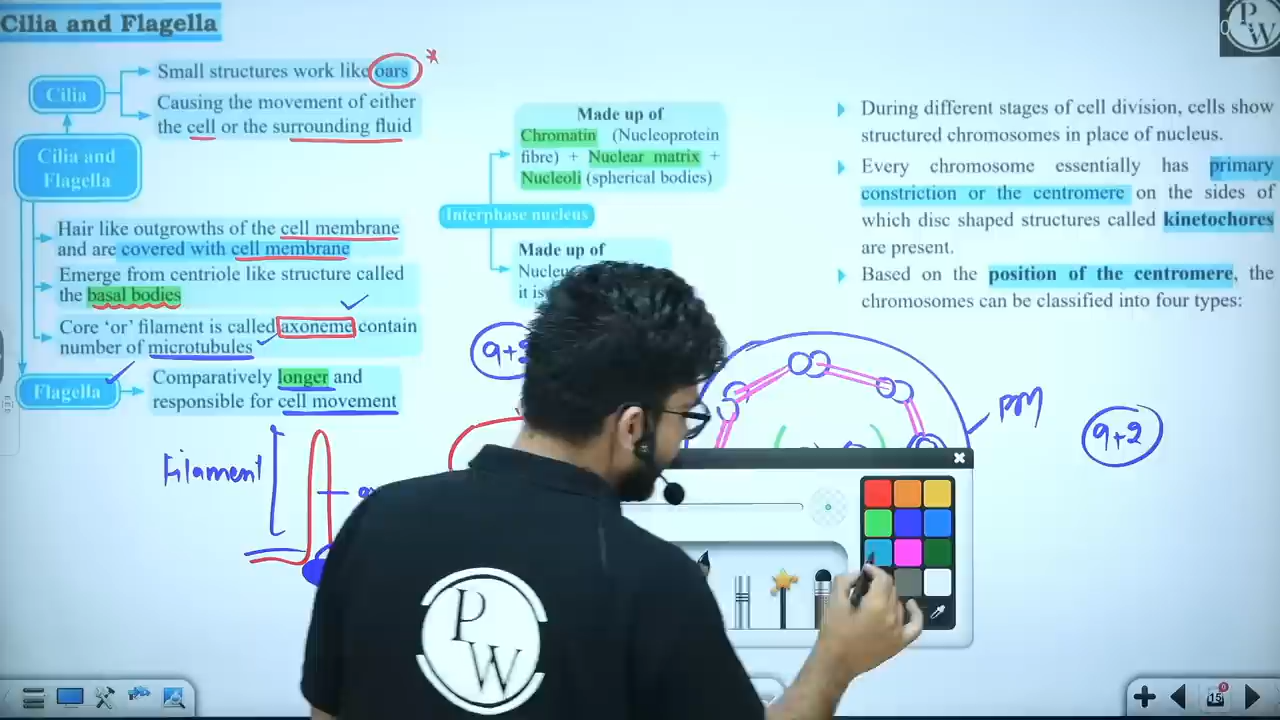 Cilia and Flagella
PW
Cilia
Small structures work like oars
Causing the movement of either
the cell or the surrounding fluid
Cilia and
Flagella
Hair like outgrowths of the cell membrane
and are covered with cell membrane
Emerge from centriole like structure called
the basal bodies
Core ‘or’ filament is called axoneme contain
number of microtubules
Flagella
Comparatively longer and
responsible for cell movement
Filament
Made up of
Chromatin (Nucleoprotein
fibre) + Nuclear matrix +
Nucleoli (spherical bodies)
Interphase nucleus
Made up of
it is
During different stages of cell division, cells show
structured chromosomes in place of nucleus.
Every chromosome essentially has primary
constriction or the centromere on the sides of
which disc shaped structures called kinetochores
are present.
Based on the position of the centromere, the
chromosomes can be classified into four types:
PM
9+2
PW
15